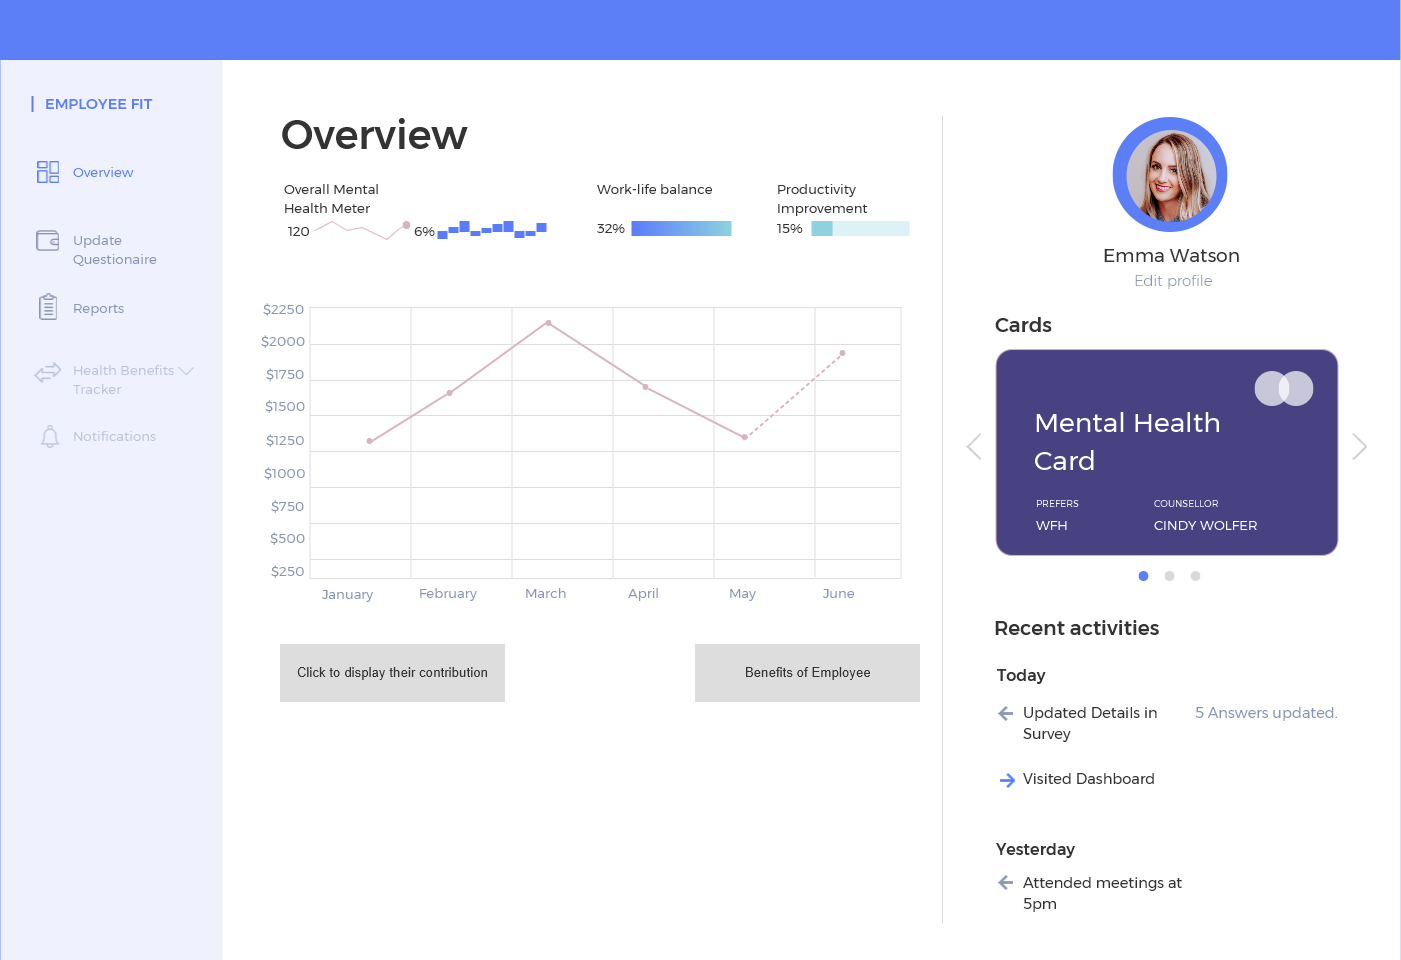 EMPLOYEE FIT
Overview
Update
Questionaire
Reports
Health Benefits
Tracker
Notifications
Overview
Overall Mental
Health Meter
120
6%
Work-life balance
32%
Productivity
Improvement
15%
$2250
$2000
$1750
$1500
$1250
$1000
$750
$500
$250
January
February
March
April
May
June
Click to display their contribution
Benefits of Employee
Emma Watson
Edit profile
Cards
Mental Health
Card
PREFERS
COUNSELLOR
WFH
CINDY WOLFER
Recent activities
Today
Updated Details in
Survey
5 Answers updated.
Visited Dashboard
Yesterday
Attended meetings at
5pm